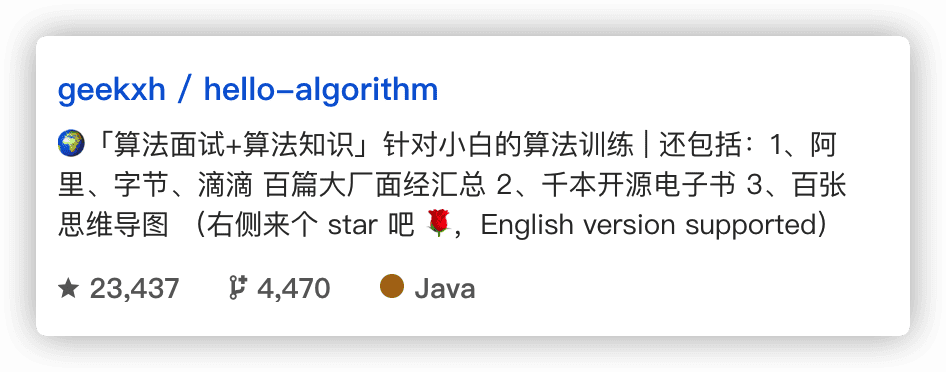 geekxh / hello-algorithm
🌍「算法面试+算法知识」针对小白的算法训练 | 还包括：1、阿
里、字节、滴滴 百篇大厂面经汇总 2、千本开源电子书 3、百张
思维导图 （右侧来个 star 吧 🌹，English version supported）
23,437 4,470 Java